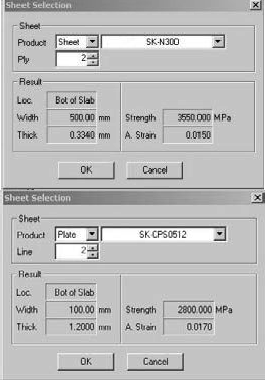 Sheet Selection
Sheet
Product Sheet SK-N300
Ply 2
Result
Loc. Bot of Slab
Width 500.00 mm Strength 3550.000 MPa
Thick 0.3340 mm A. Strain 0.0150
OK Cancel
Sheet Selection
Sheet
Product Plate SK-CPS0512
Line 2
Result
Loc. Bot of Slab
Width 100.00 mm Strength 2800.000 MPa
Thick 1.2000 mm A. Strain 0.0170
OK Cancel